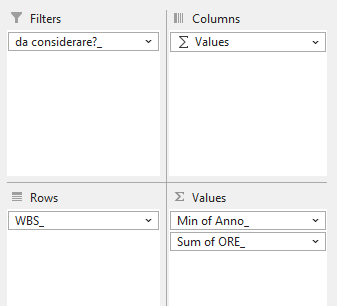 Filters
da considerare?_
Columns
Σ Values
Rows
WBS_
Σ Values
Min of Anno_
Sum of ORE_